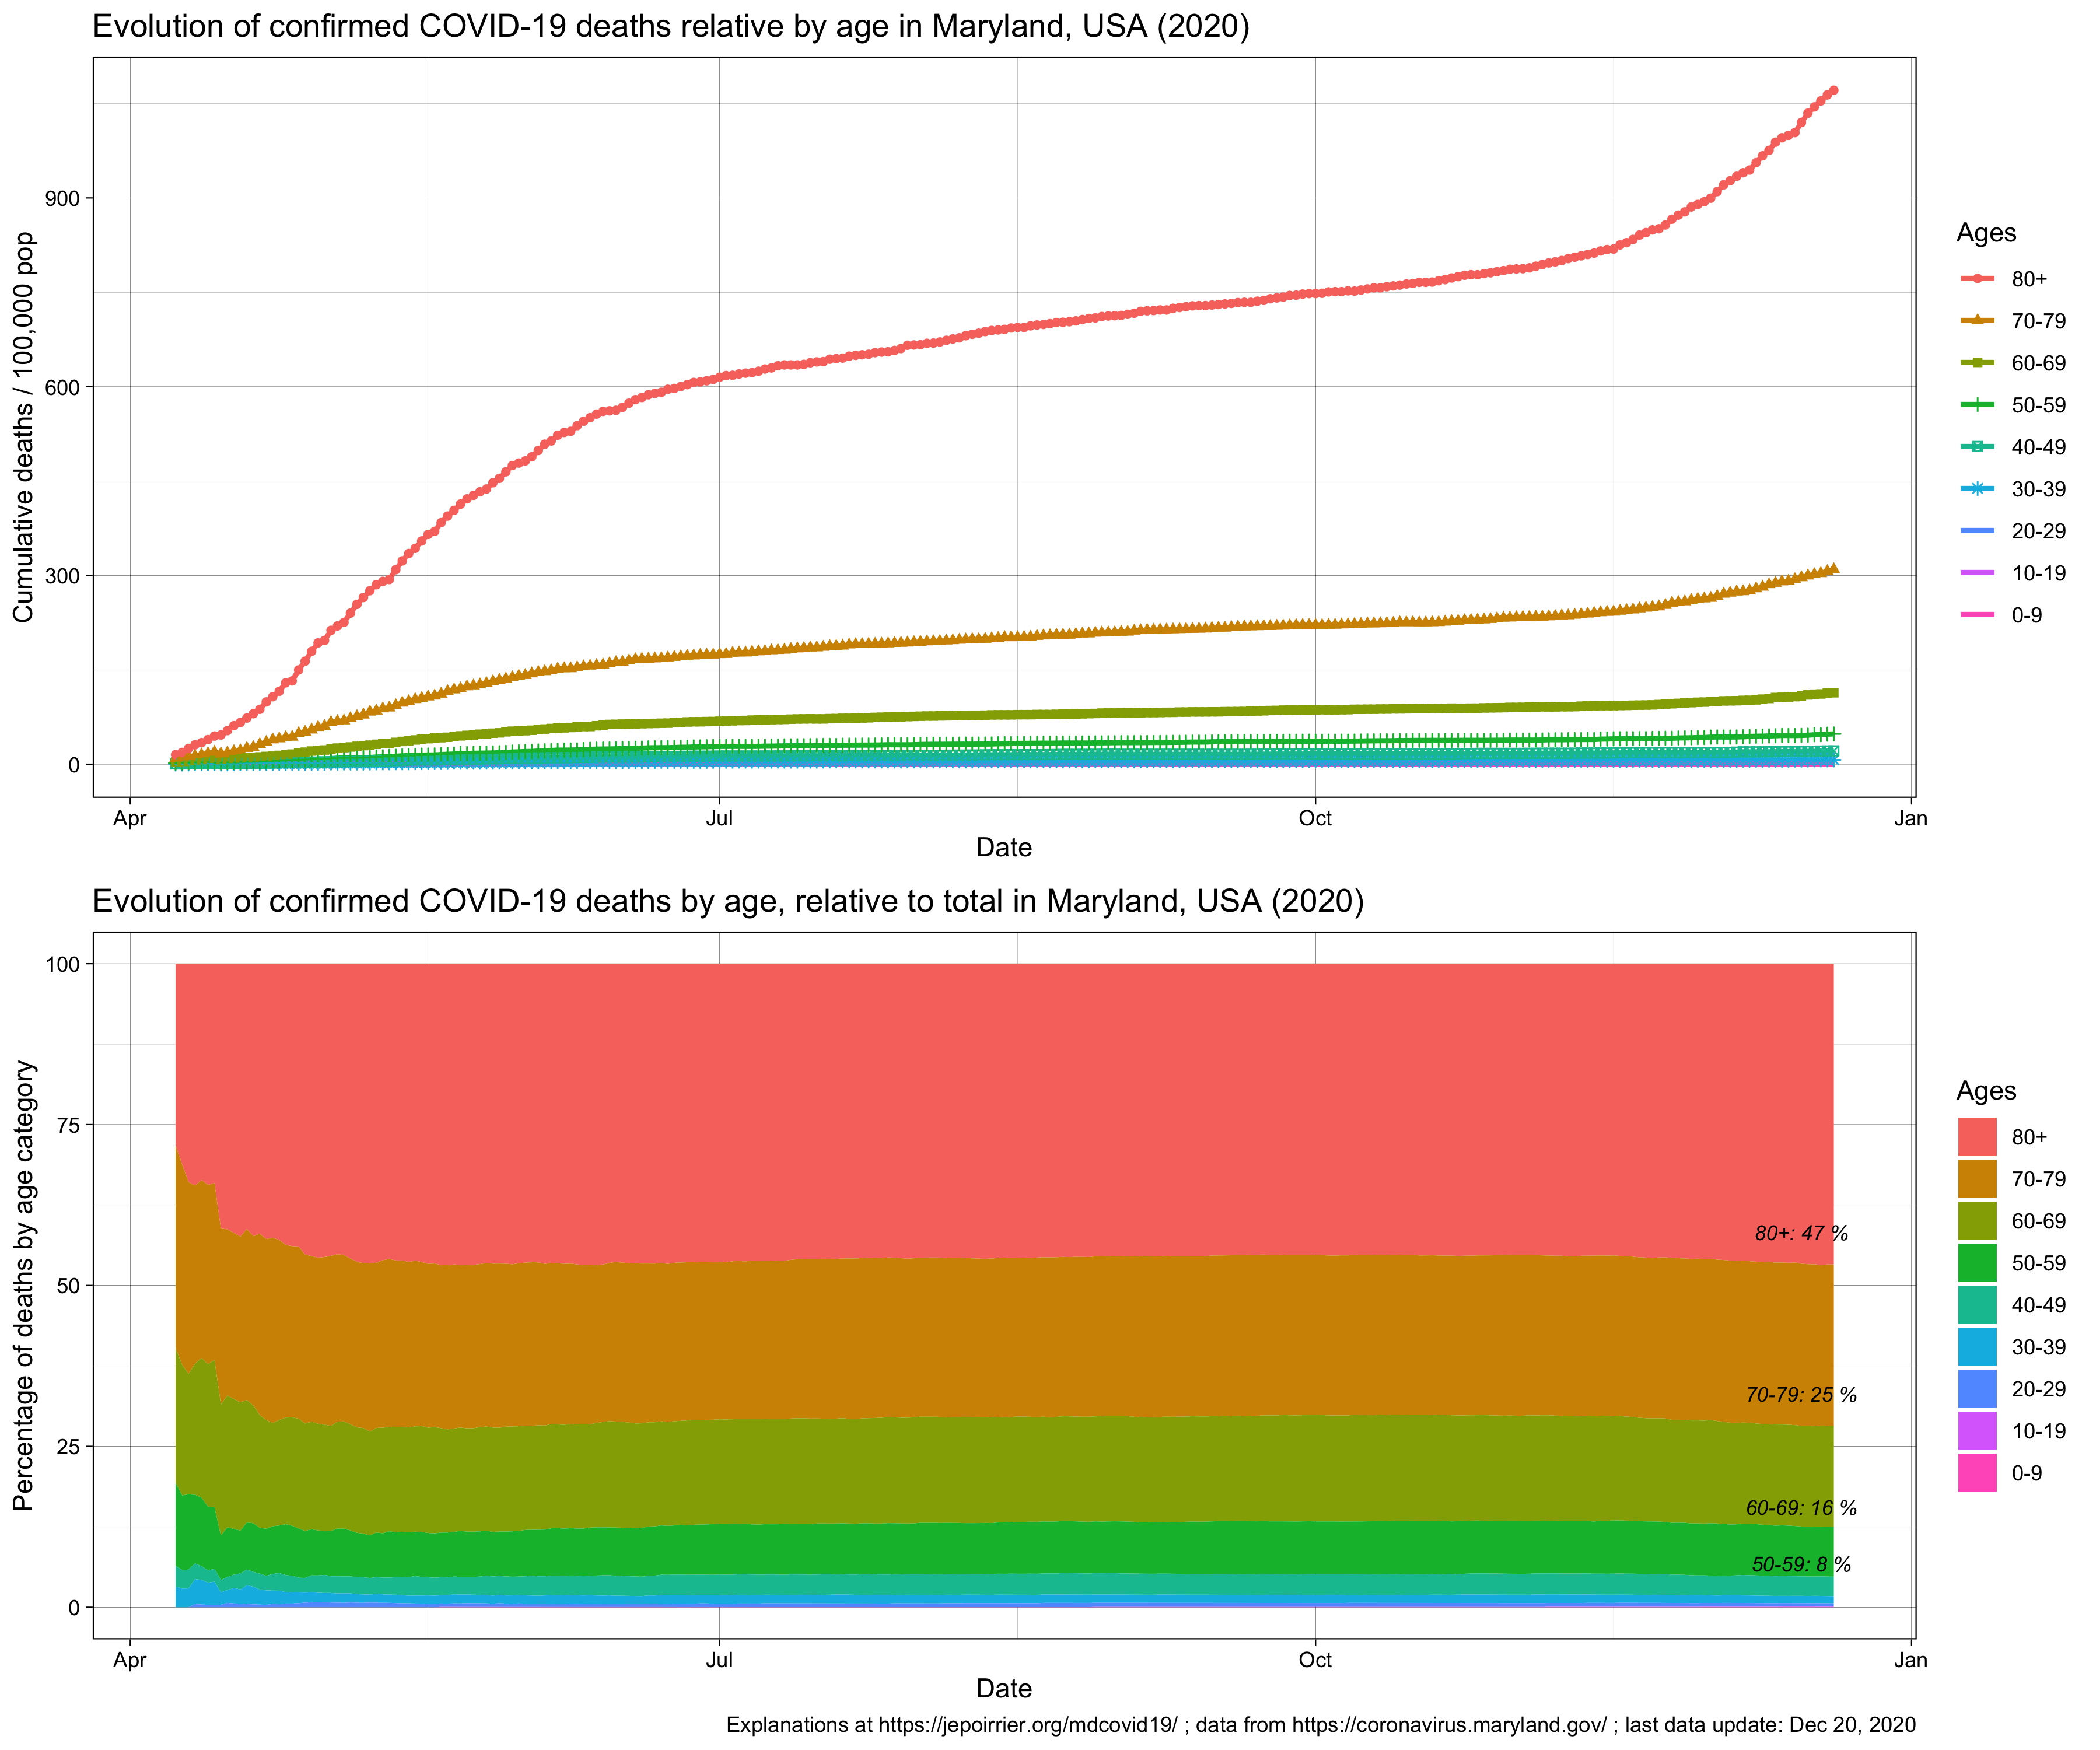 Evolution of confirmed COVID-19 deaths relative by age in Maryland, USA (2020)
Cumulative deaths / 100,000 pop
900
600
300
0
Apr
Jul
Oct
Jan
Date
Ages
80+
70-79
60-69
50-59
40-49
30-39
20-29
10-19
0-9
Evolution of confirmed COVID-19 deaths by age, relative to total in Maryland, USA (2020)
Percentage of deaths by age category
100
75
50
25
0
80+: 47 %
70-79: 25 %
60-69: 16 %
50-59: 8 %
Apr
Jul
Oct
Jan
Date
Ages
80+
70-79
60-69
50-59
40-49
30-39
20-29
10-19
0-9
Explanations at https://jepoirrier.org/mdcovid19/ ; data from https://coronavirus.maryland.gov/ ; last data update: Dec 20, 2020